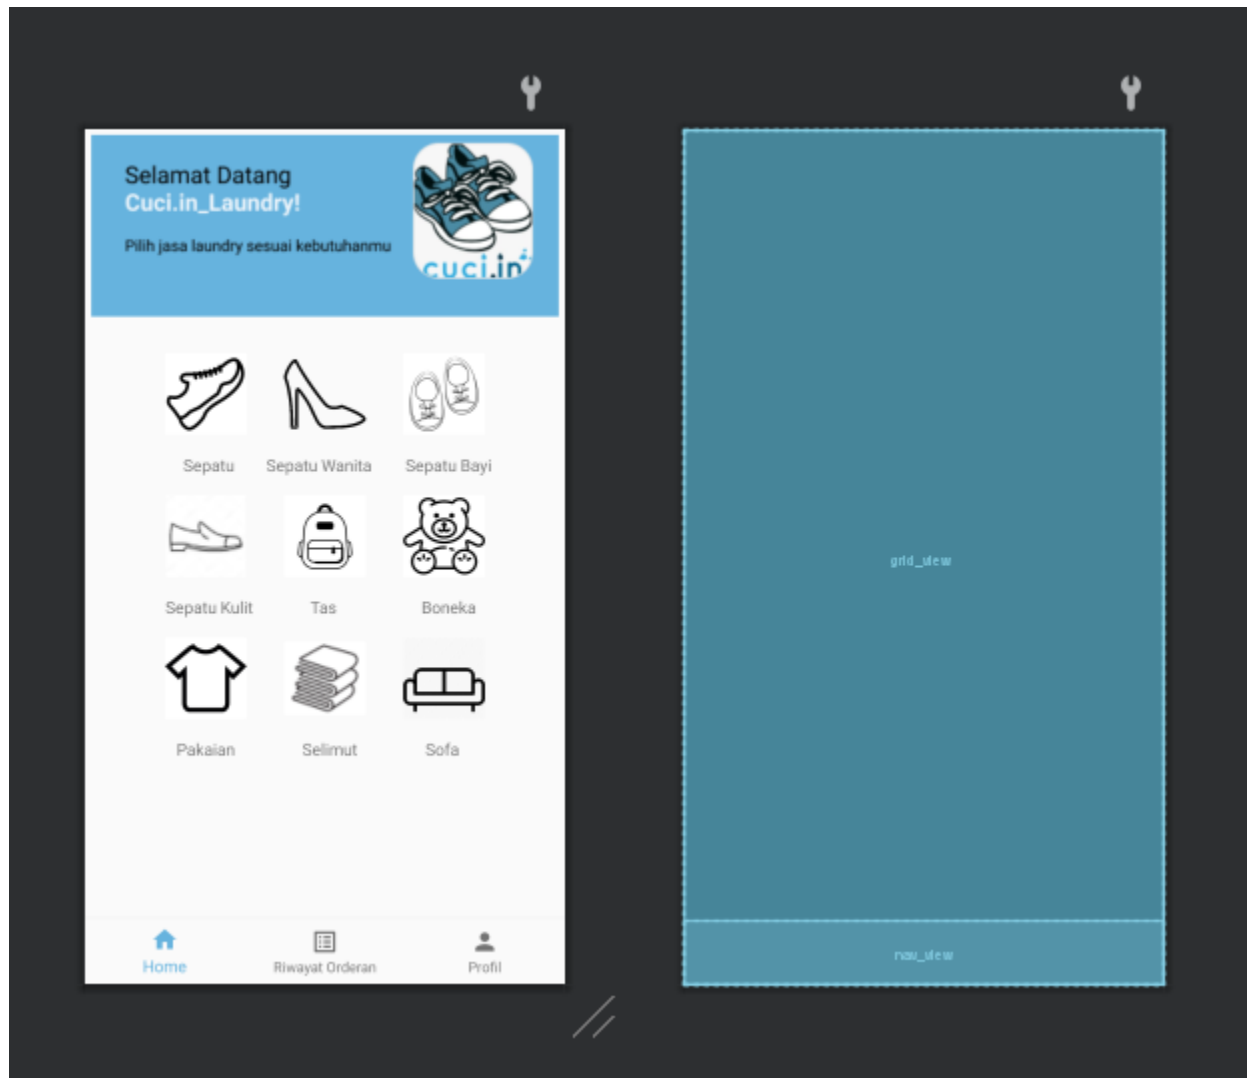 Selamat Datang
Cuci.in_Laundry!
Pilih jasa laundry sesuai kebutuhanmu
cuci.in
Sepatu
Sepatu Wanita
Sepatu Bayi
Sepatu Kulit
Tas
Boneka
Pakaian
Selimut
Sofa
Home
Riwayat Orderan
Profil
grid_view
nav_view